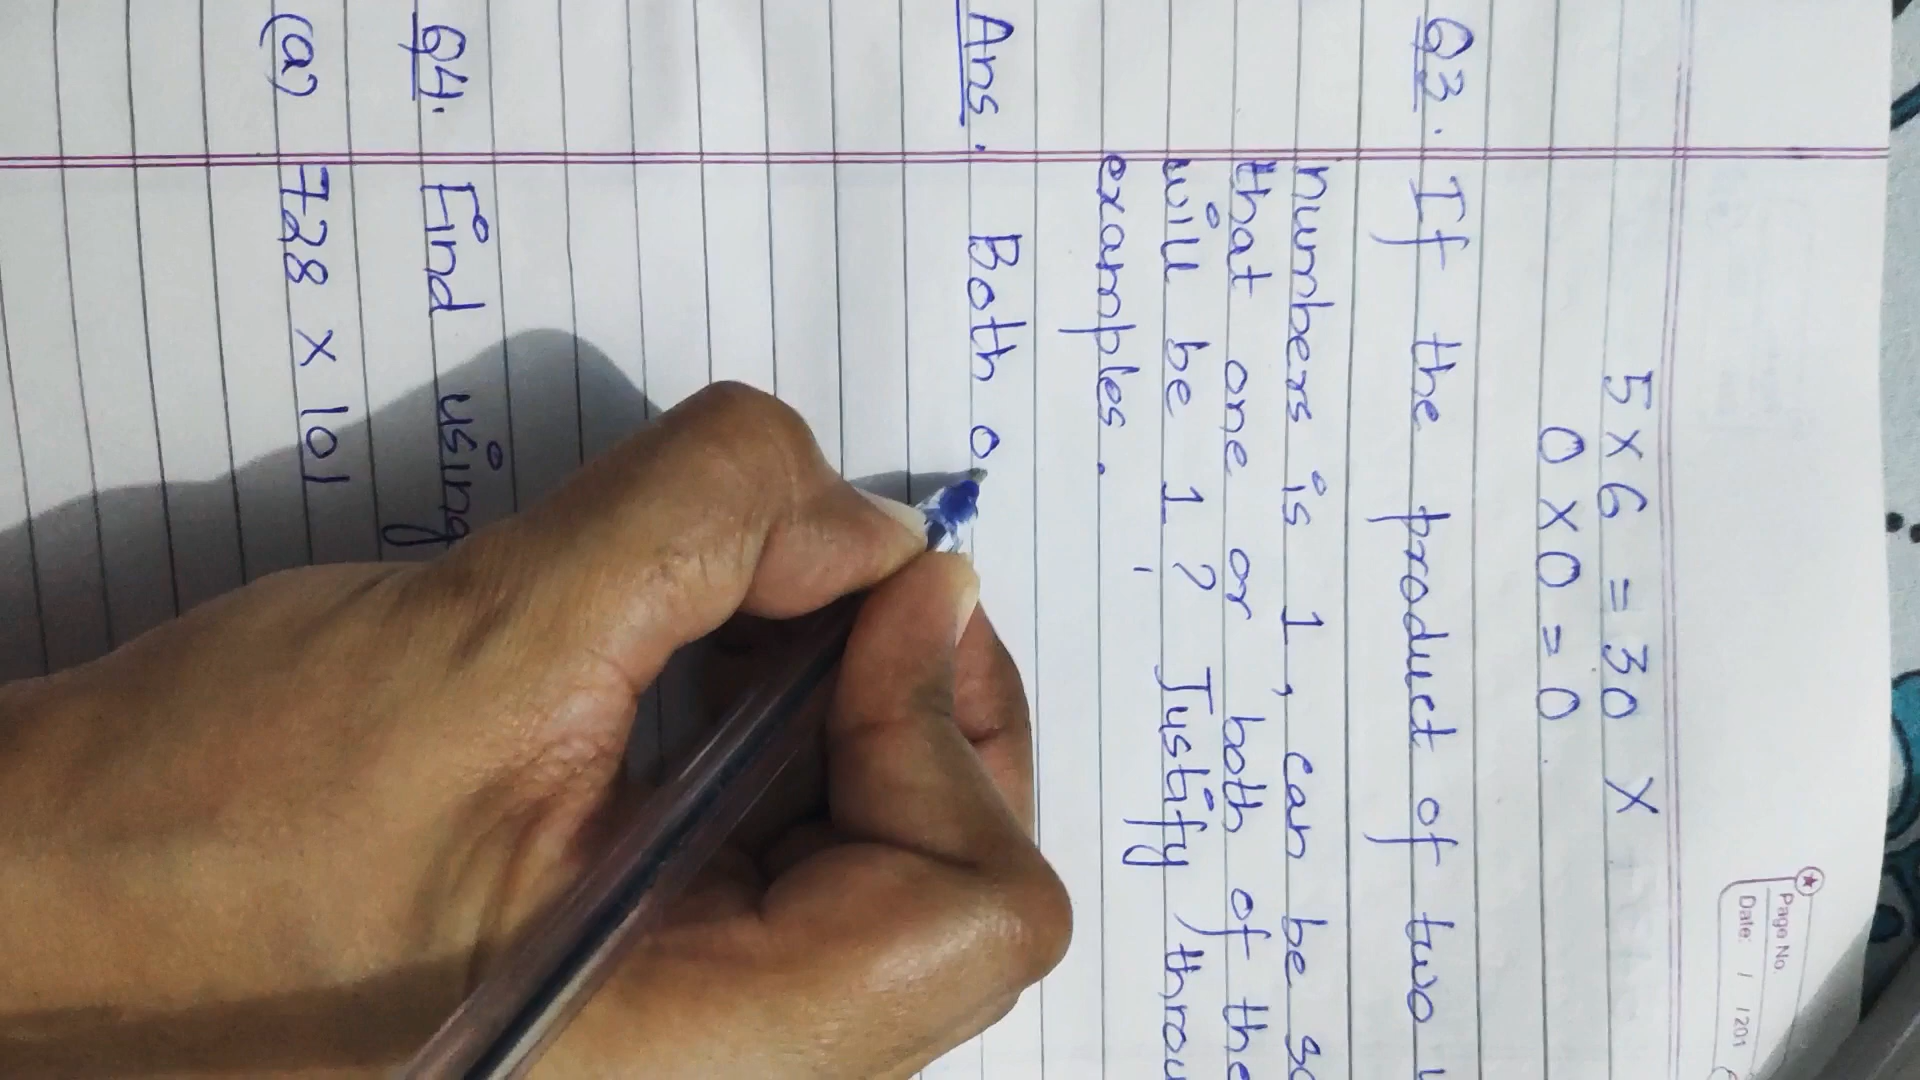 Page No.
Date: / /201
5 x 6 = 30 X
0 x 0 = 0
Q3. If the product of two
numbers is 1, can be
that one or both of the
will be 1? Justify
examples.
Ans. Both
Q4. Find using
(a) 728 x 101